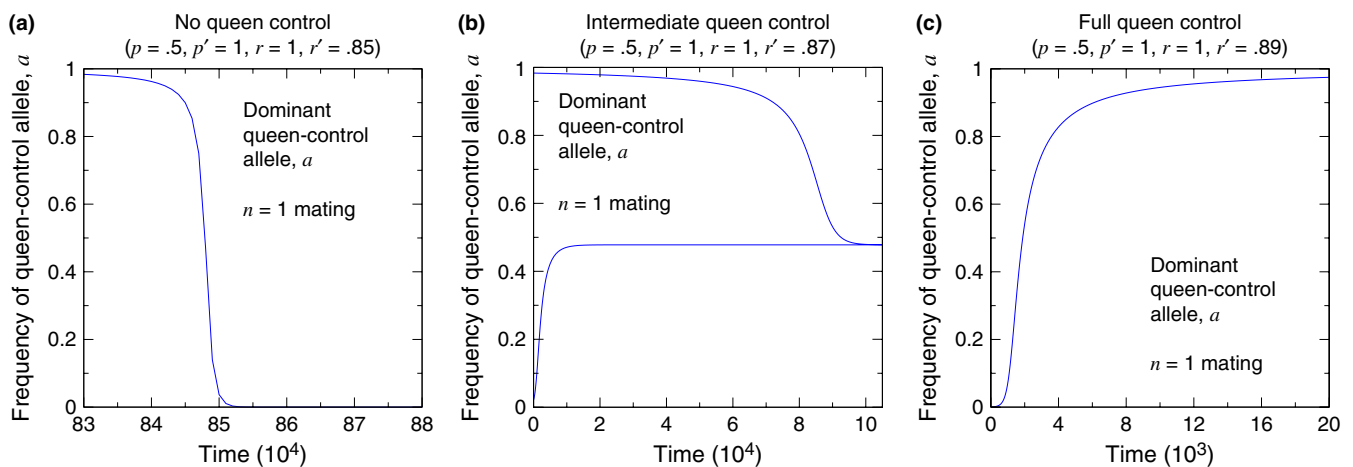 (a)
No queen control
(p = .5, p′ = 1, r = 1, r′ = .85)
Frequency of queen-control allele, a
1
0.8
0.6
0.4
0.2
0
Dominant
queen-control
allele, a
n = 1 mating
83 84 85 86 87 88
Time (10⁴)
(b)
Intermediate queen control
(p = .5, p′ = 1, r = 1, r′ = .87)
Frequency of queen-control allele, a
1
0.8
0.6
0.4
0.2
0
Dominant
queen-control
allele, a
n = 1 mating
0 2 4 6 8 10
Time (10⁴)
(c)
Full queen control
(p = .5, p′ = 1, r = 1, r′ = .89)
Frequency of queen-control allele, a
1
0.8
0.6
0.4
0.2
0
Dominant
queen-control
allele, a
n = 1 mating
0 4 8 12 16 20
Time (10³)